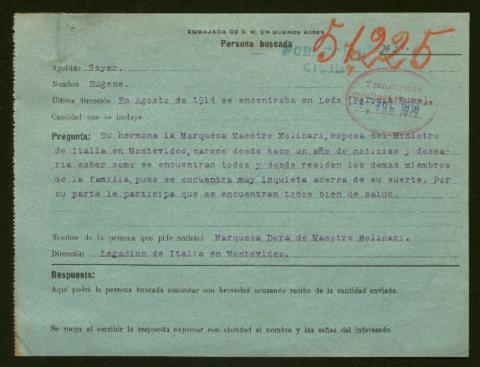 EMBAJADA DE S. M. EN BUENOS AIRES
Persona buscada
51225
Apellido Geyer.
Nombre Eugene.
Ultima dirección En Agosto de 1914 se encontraba en Lodz
Cantidad que se incluye
Pregunta: Su hermana la Marquesa Maestre Molinari, esposa del Ministro
de Italia en Montevideo, carece desde hace un año de noticias y desea-
ria saber como se encuentran todos y donde residen los demas miembros
de la familia, pues se encuentra muy inquieta acerca de su suerte. Por
su parte la participa que se encuentran todos bien de salud.
Nombre de la persona que pide noticias Marquesa Dora de Maestre Molinari.
Dirección Legacion de Italia en Montevideo.
Respuesta:
Aquí podrá la persona buscada contestar con brevedad acusando recibo de la cantidad enviada.
Se ruega al escribir la respuesta expresar con claridad el nombre y las señas del interesado.